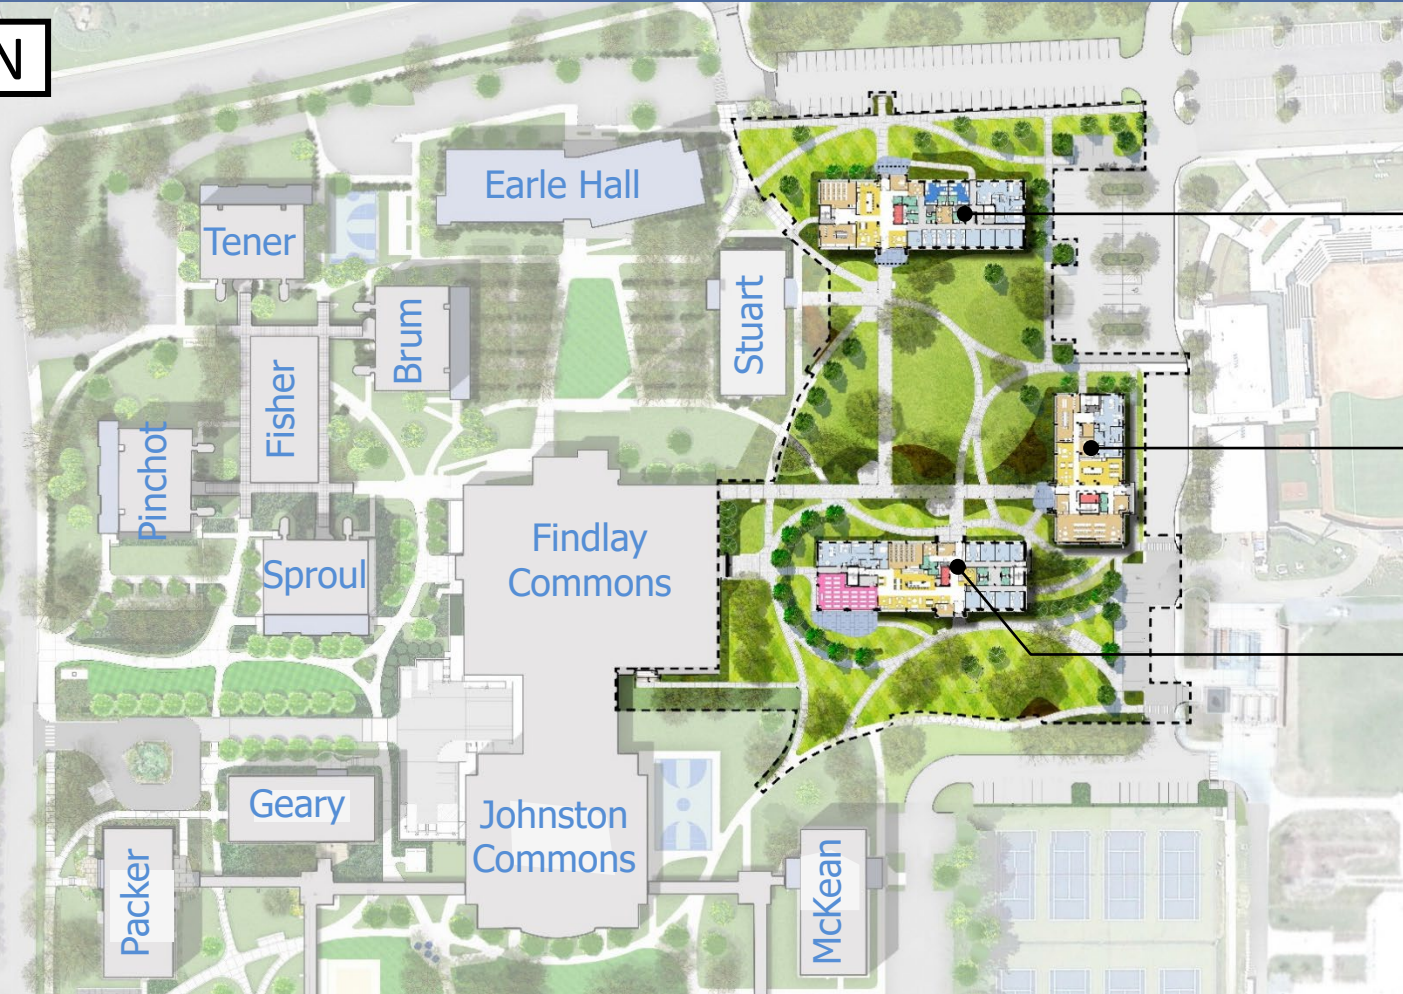 N
Earle Hall
Tener
Stuart
Brum
Fisher
Pinchot
Findlay
Commons
Sproul
Geary
Johnston
Commons
Packer
McKean